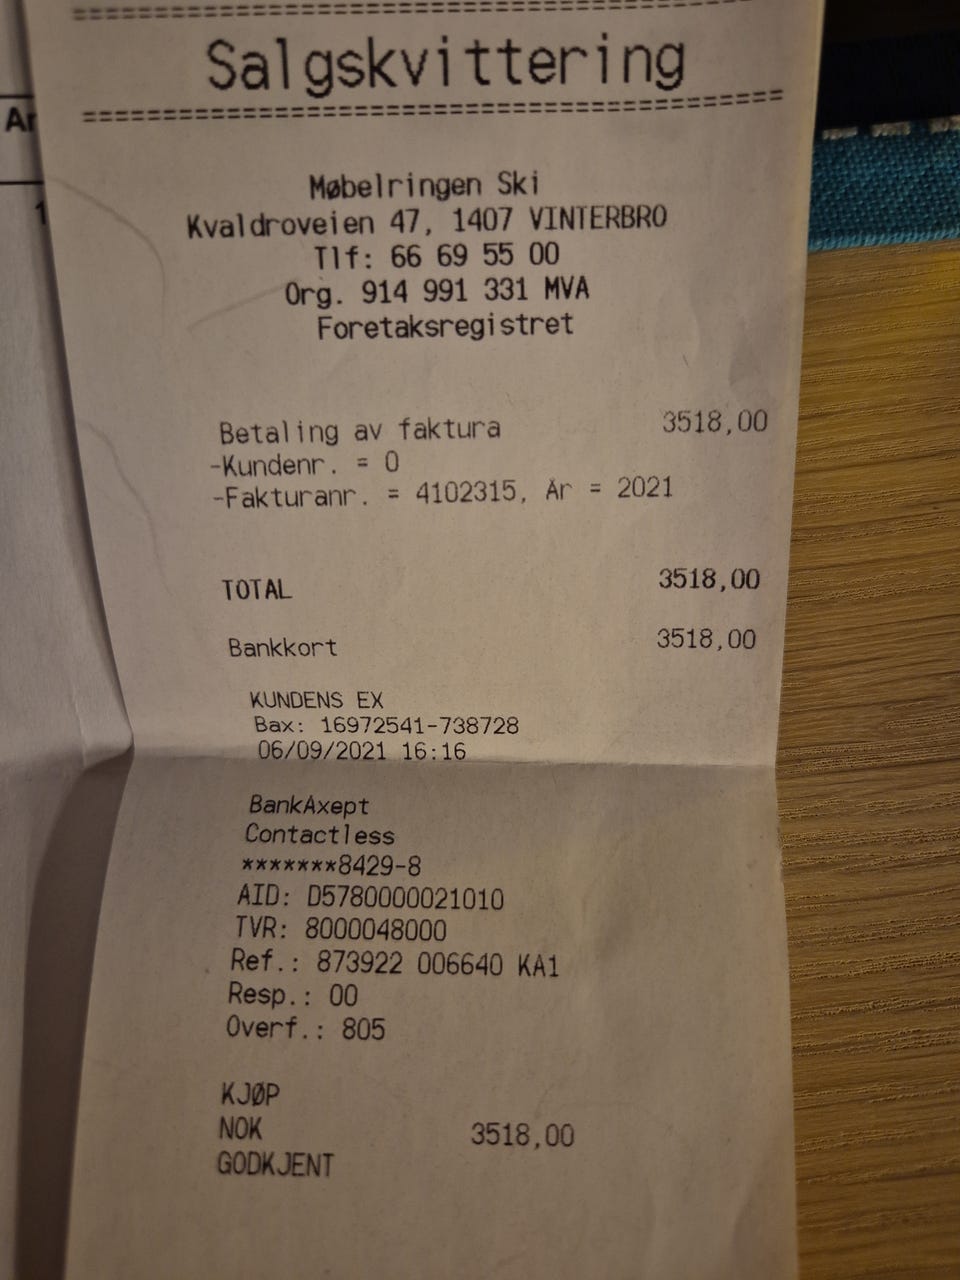 ============================================
Salgskvittering
============================================
Møbelringen Ski
Kvaldroveien 47, 1407 VINTERBRO
Tlf: 66 69 55 00
Org. 914 991 331 MVA
Foretaksregistret
Betaling av faktura 3518,00
-Kundenr. = 0
-Fakturanr. = 4102315, År = 2021
TOTAL 3518,00
Bankkort 3518,00
KUNDENS EX
Bax: 16972541-738728
06/09/2021 16:16
BankAxept
Contactless
*******8429-8
AID: D5780000021010
TVR: 8000048000
Ref.: 873922 006640 KA1
Resp.: 00
Overf.: 805
KJØP
NOK 3518,00
GODKJENT